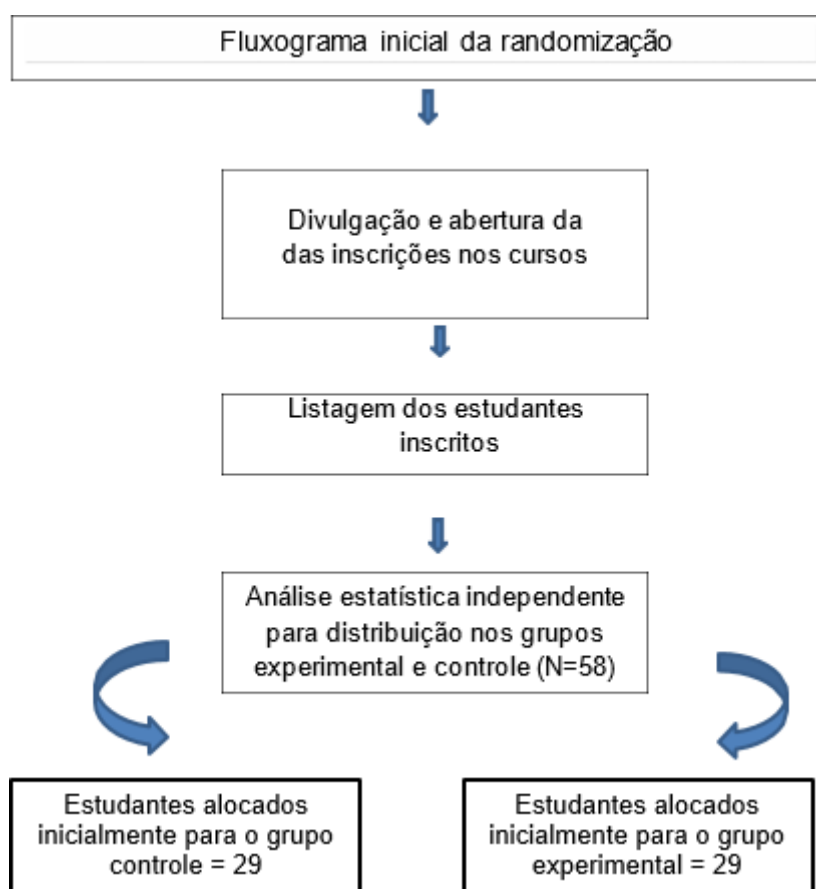 Fluxograma inicial da randomização
Divulgação e abertura da
das inscrições nos cursos
Listagem dos estudantes
inscritos
Análise estatística independente
para distribuição nos grupos
experimental e controle (N=58)
Estudantes alocados
inicialmente para o grupo
controle = 29
Estudantes alocados
inicialmente para o grupo
experimental = 29